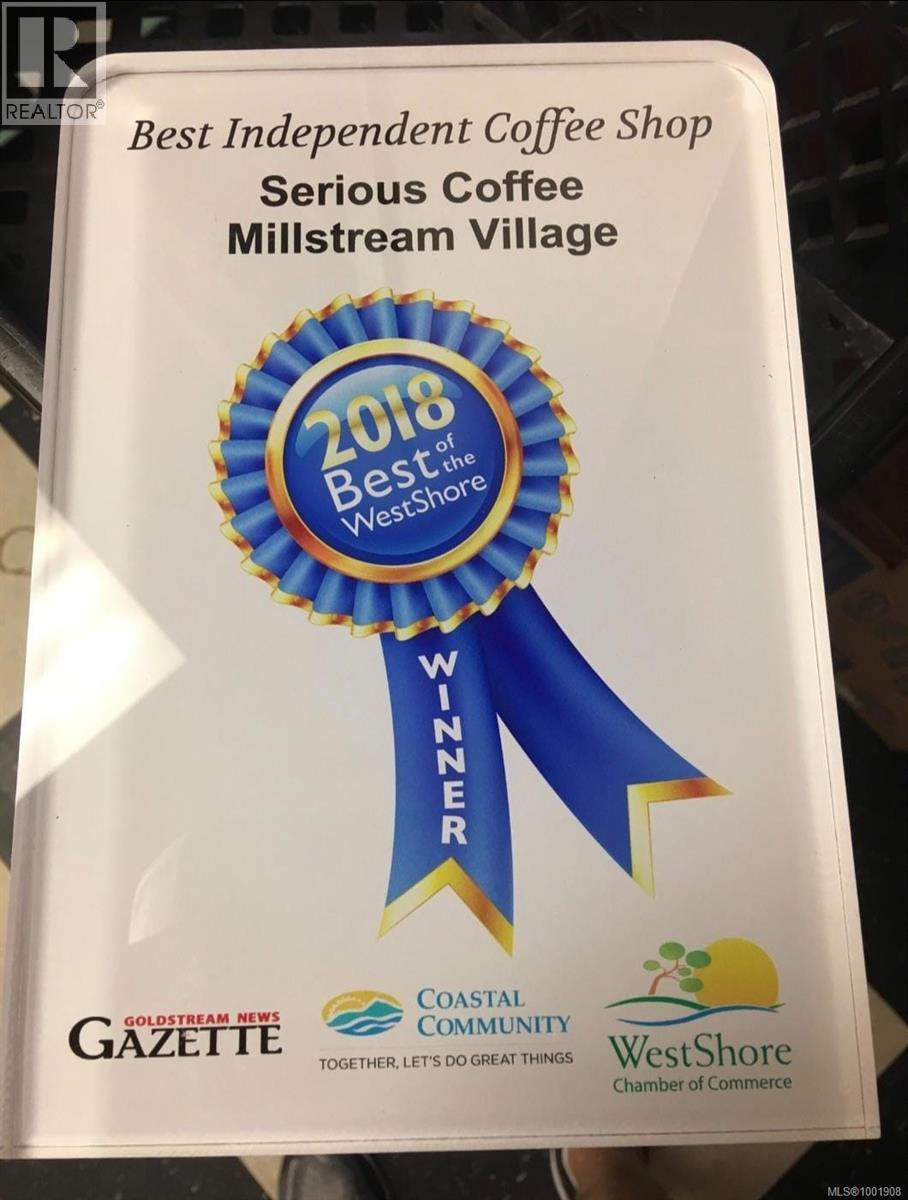 REALTOR®
Best Independent Coffee Shop
Serious Coffee
Millstream Village
2018
Best of the
WestShore
WINNER
GOLDSTREAM NEWS
GAZETTE
COASTAL
COMMUNITY
TOGETHER, LET'S DO GREAT THINGS
WestShore
Chamber of Commerce
MLS®1001908